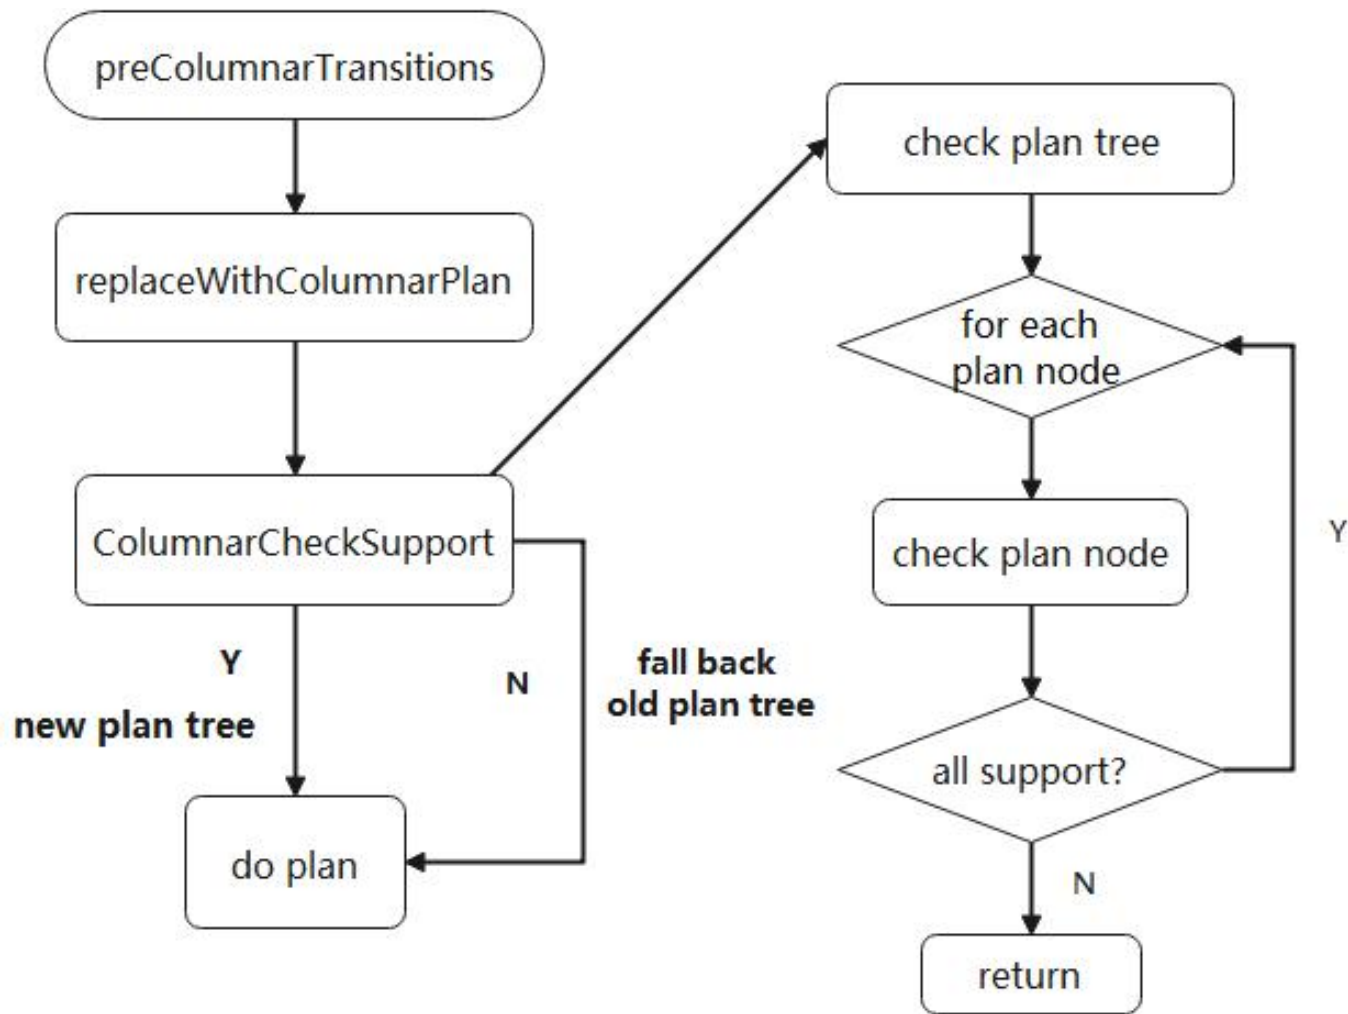 preColumnarTransitions
replaceWithColumnarPlan
ColumnarCheckSupport
Y
new plan tree
N
fall back
old plan tree
do plan
check plan tree
for each
plan node
check plan node
Y
all support?
N
return